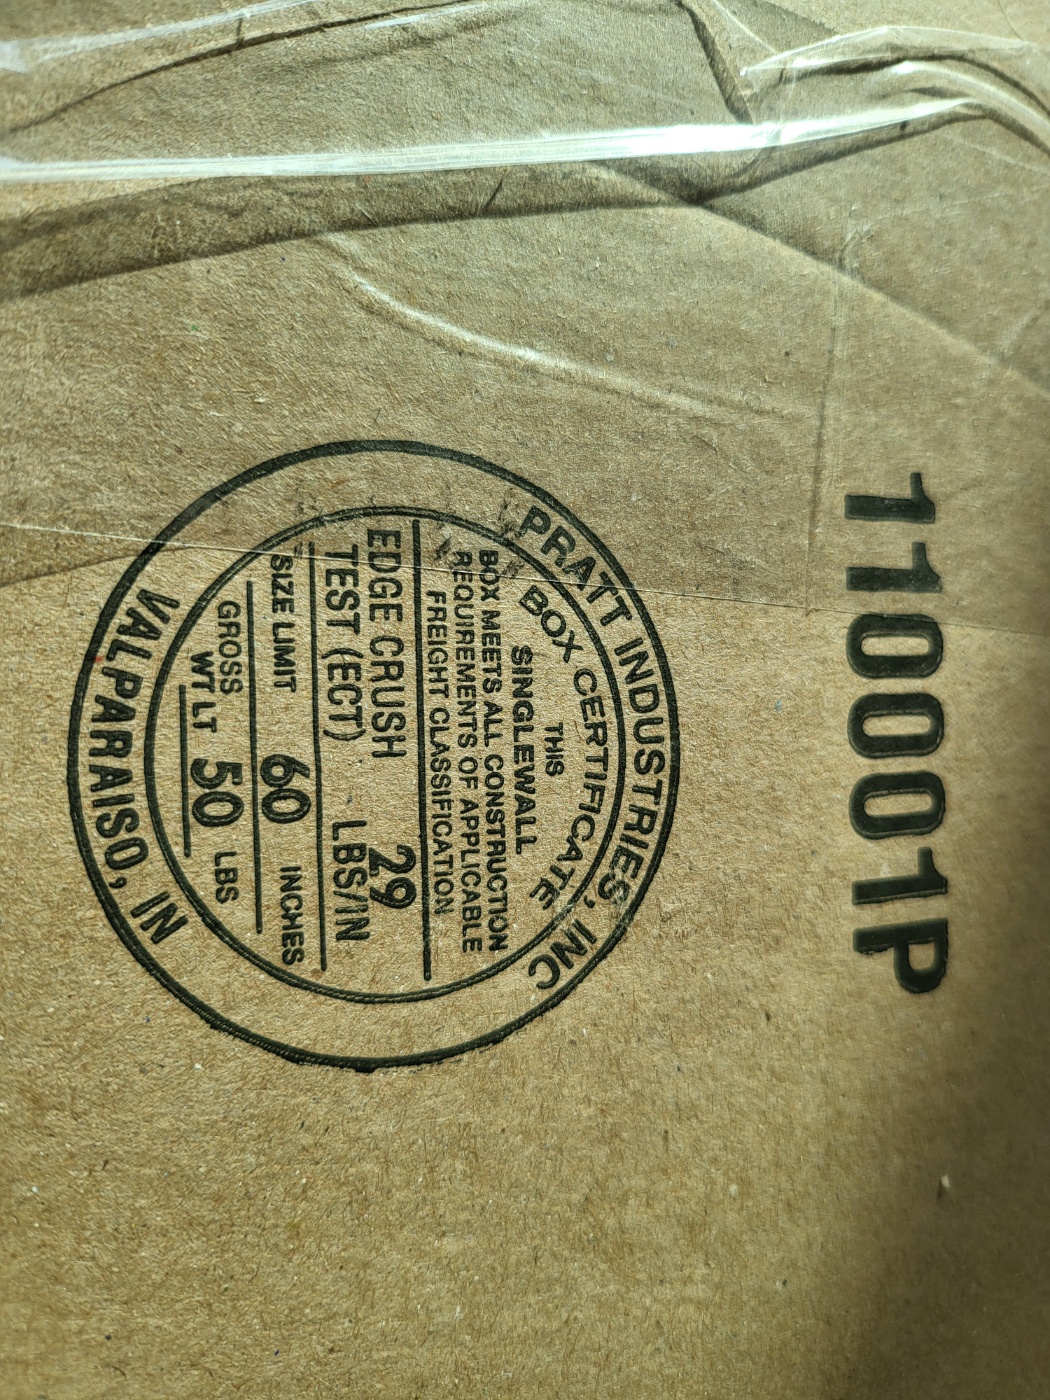 110001P
PRATT INDUSTRIES, INC
BOX CERTIFICATE
THIS
SINGLEWALL
BOX MEETS ALL CONSTRUCTION
REQUIREMENTS OF APPLICABLE
FREIGHT CLASSIFICATION
EDGE CRUSH
TEST (ECT) 29 LBS/IN
SIZE LIMIT 60 INCHES
GROSS
WT LT 50 LBS
VALPARAISO, IN